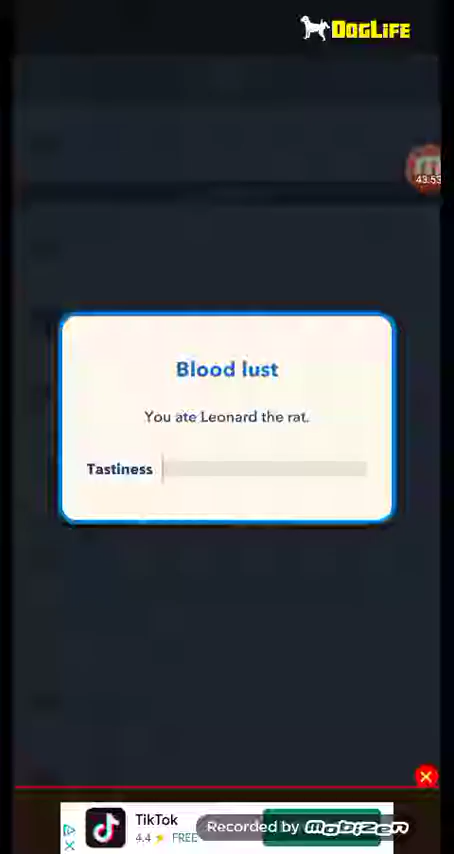 DOGLIFE
43:53
Blood lust
You ate Leonard the rat.
Tastiness
TikTok
4.4 ★ FREE
Recorded by mobizen